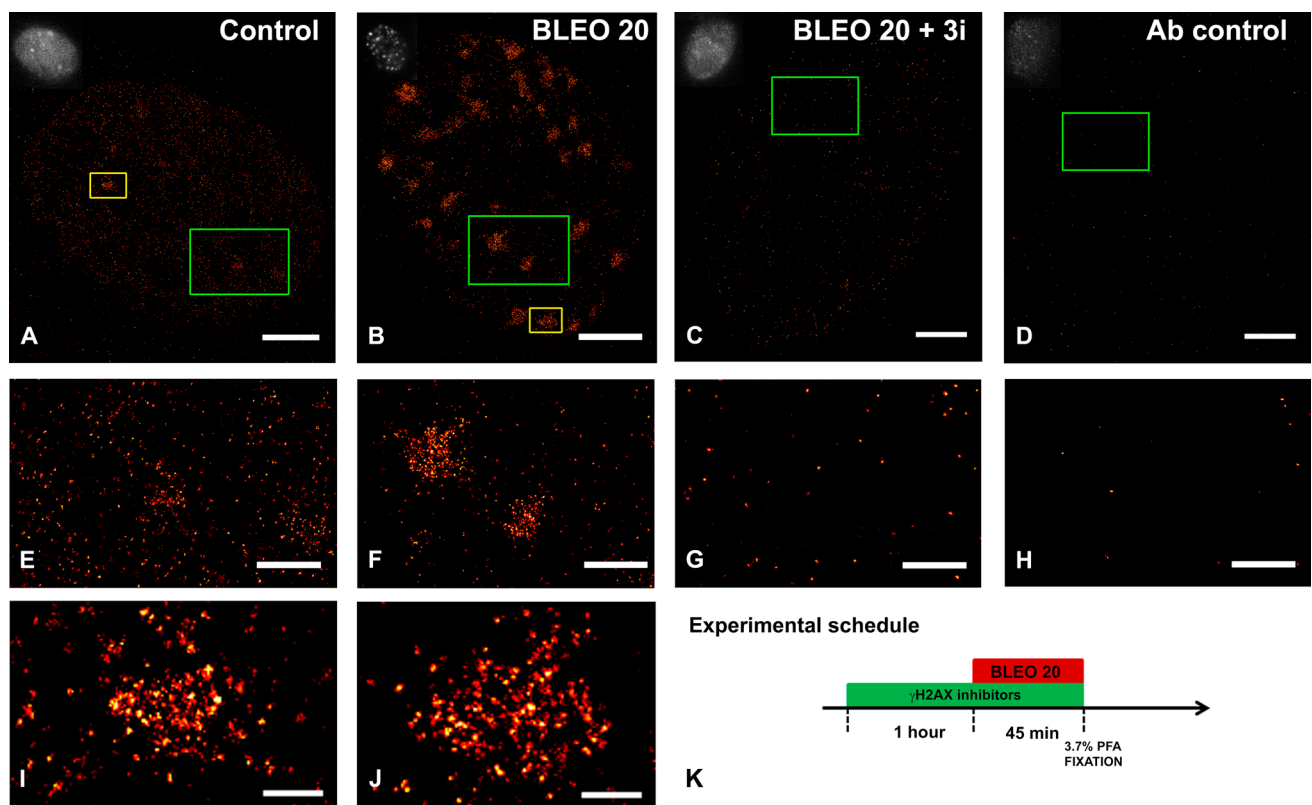 Control
BLEO 20
BLEO 20 + 3i
Ab control
A
B
C
D
E
F
G
H
I
J
Experimental schedule
BLEO 20
γH2AX inhibitors
1 hour
45 min
3.7% PFA
FIXATION
K